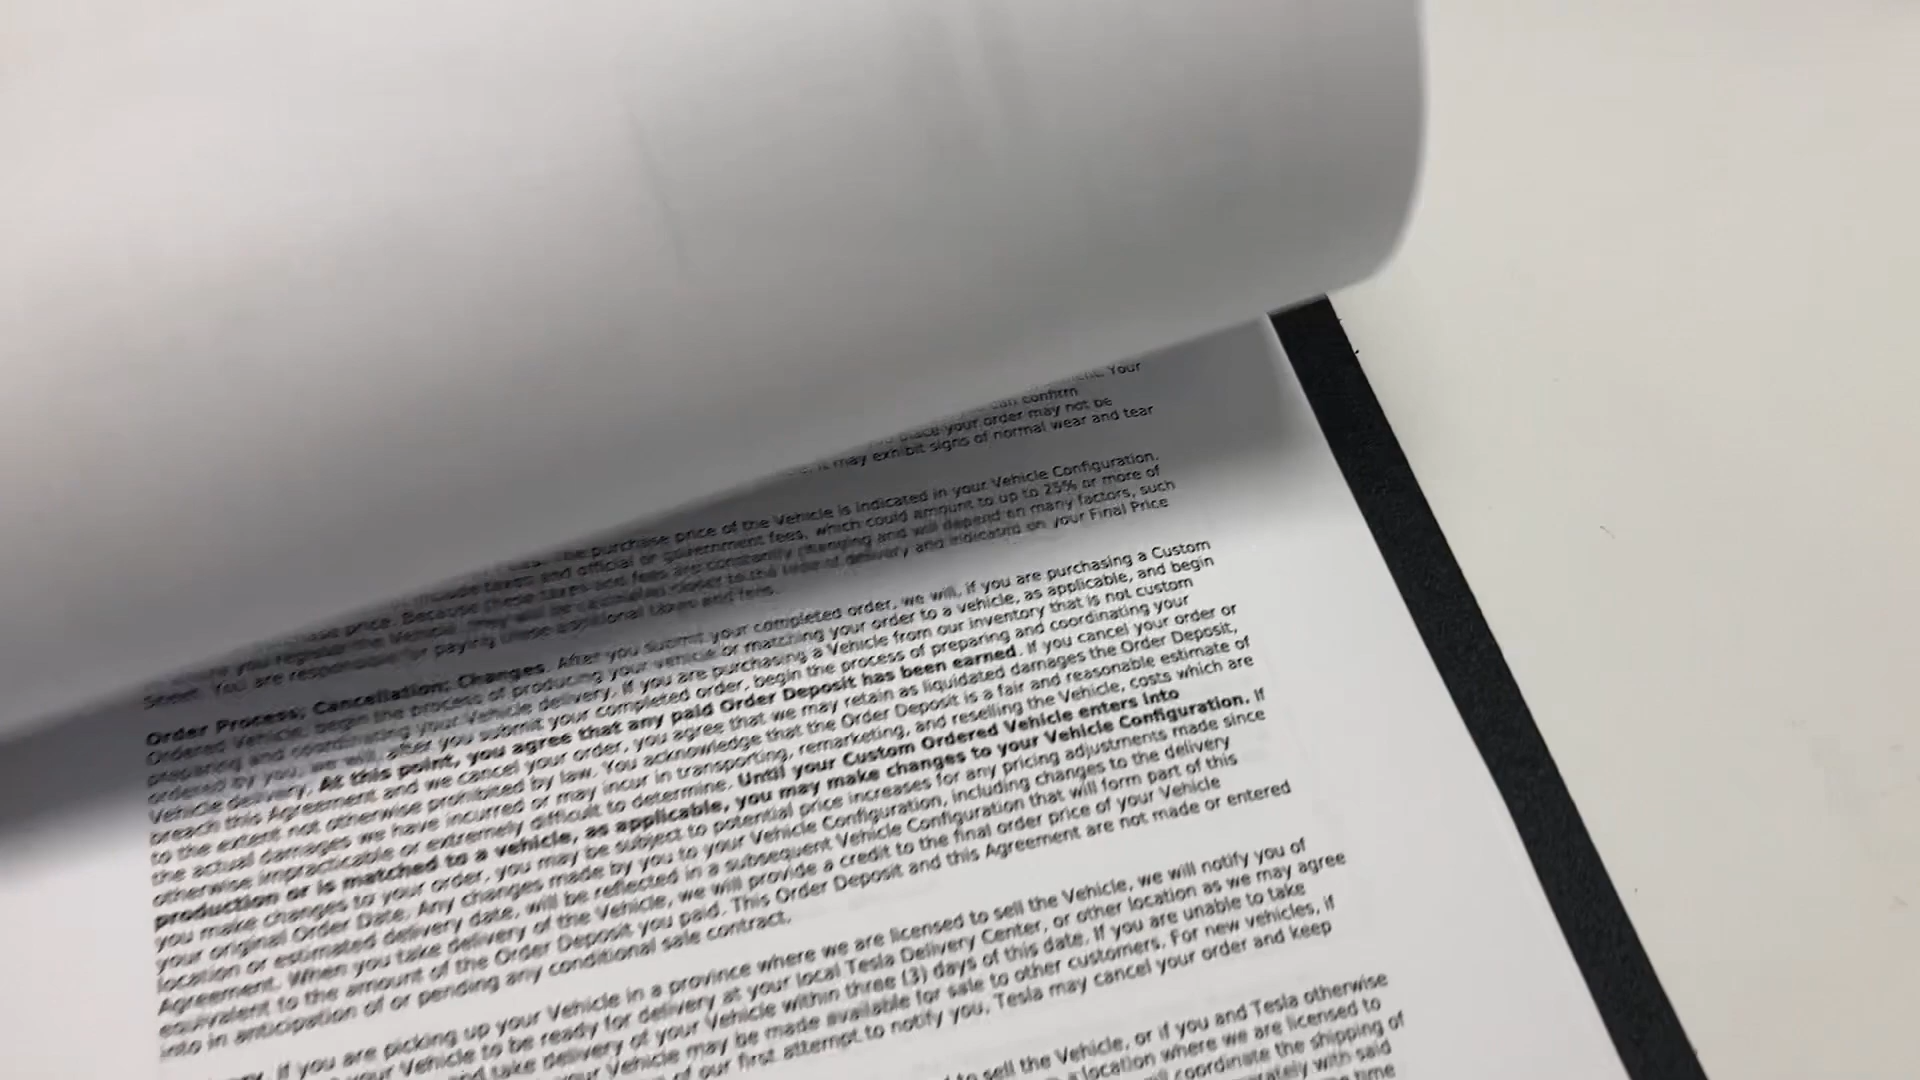 Your
can confirm
place your order may not be
it may exhibit signs of normal wear and tear
the purchase price of the Vehicle is indicated in your Vehicle Configuration.
include taxes and official or government fees, which could amount to up to 25% or more of
price. Because these taxes and fees are constantly changing and will depend on many factors, such
you register the Vehicle. They will be calculated closer to the time of delivery and indicated on your Final Price
Sheet. You are responsible for paying these additional taxes and fees.
Order Process; Cancellation; Changes. After you submit your completed order, we will, if you are purchasing a Custom
Ordered Vehicle, begin the process of producing your vehicle or matching your order to a vehicle, as applicable, and begin
preparing and coordinating your Vehicle delivery. If you are purchasing a Vehicle from our inventory that is not custom
ordered by you, we will, after you submit your completed order, begin the process of preparing and coordinating your
Vehicle delivery. At this point, you agree that any paid Order Deposit has been earned. If you cancel your order or
breach this Agreement and we cancel your order, you agree that we may retain as liquidated damages the Order Deposit,
to the extent not otherwise prohibited by law. You acknowledge that the Order Deposit is a fair and reasonable estimate of
the actual damages we have incurred or may incur in transporting, remarketing, and reselling the Vehicle, costs which are
otherwise impracticable or extremely difficult to determine. Until your Custom Ordered Vehicle enters into
production or is matched to a vehicle, as applicable, you may make changes to your Vehicle Configuration. If
you make changes to your order, you may be subject to potential price increases for any pricing adjustments made since
your original Order Date. Any changes made by you to your Vehicle Configuration, including changes to the delivery
location or estimated delivery date, will be reflected in a subsequent Vehicle Configuration that will form part of this
Agreement. When you take delivery of the Vehicle, we will provide a credit to the final order price of your Vehicle
equivalent to the amount of the Order Deposit you paid. This Order Deposit and this Agreement are not made or entered
into in anticipation of or pending any conditional sale contract.
If you are picking up your Vehicle in a province where we are licensed to sell the Vehicle, we will notify you of
your Vehicle to be ready for delivery at your local Tesla Delivery Center, or other location as we may agree
and take delivery of your Vehicle within three (3) days of this date. If you are unable to take
your Vehicle may be made available for sale to other customers. For new vehicles, if
of our first attempt to notify you, Tesla may cancel your order and keep
to sell the Vehicle, or if you and Tesla otherwise
a location where we are licensed to
coordinate the shipping of
with said
time